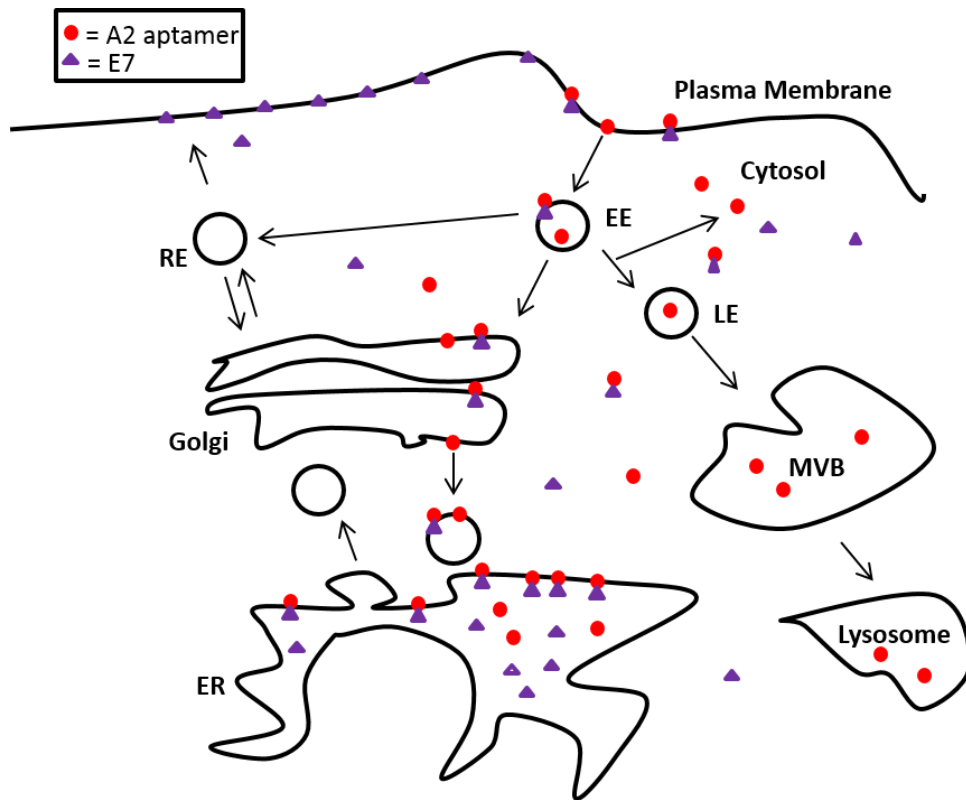 = A2 aptamer
= E7
Plasma Membrane
Cytosol
EE
RE
LE
Golgi
MVB
Lysosome
ER